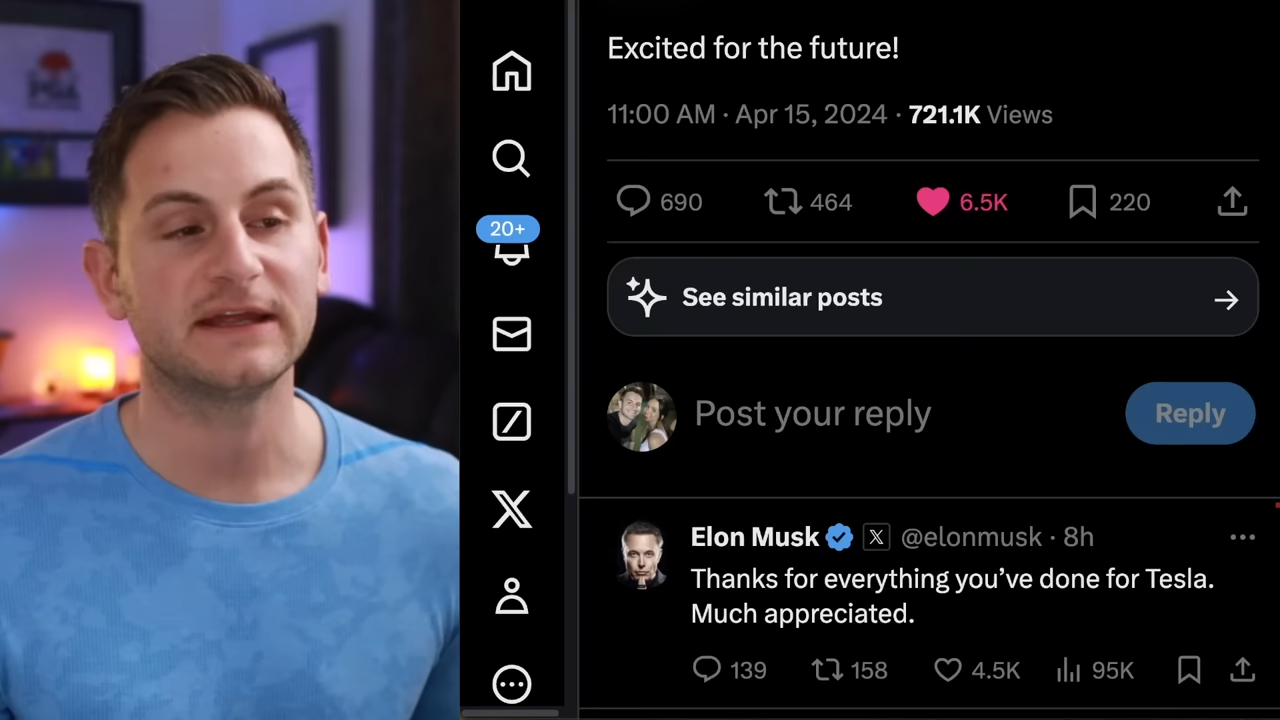 PGA
20+
Excited for the future!
11:00 AM · Apr 15, 2024 · 721.1K Views
690 464 6.5K 220
See similar posts →
Post your reply
Reply
Elon Musk X @elonmusk · 8h
Thanks for everything you’ve done for Tesla.
Much appreciated.
139 158 4.5K 95K